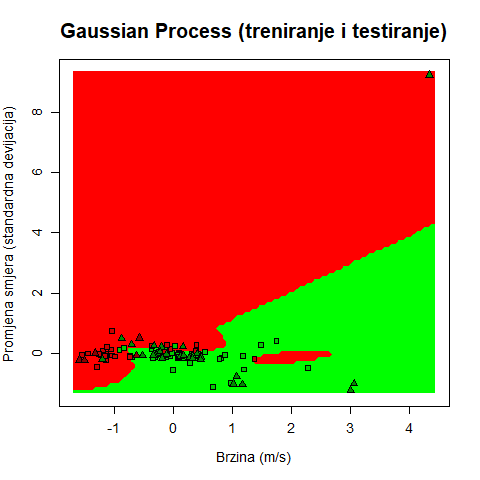 Gaussian Process (treniranje i testiranje)
Promjena smjera (standardna devijacija)
8
6
4
2
0
-1 0 1 2 3 4
Brzina (m/s)